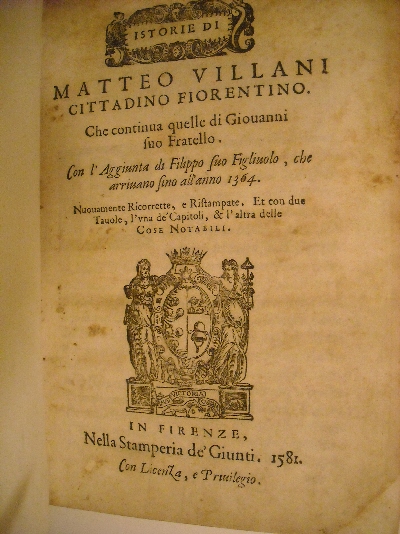 ISTORIE DI
MATTEO VILLANI
CITTADINO FIORENTINO.
Che continua quelle di Giouanni
suo Fratello.
Con l'Aggiunta di Filippo suo Figliuolo, che
arriuano sino all'anno 1364.
Nuouamente Ricorrette, e Ristampate. Et con due
Tauole, l'vna de' Capitoli, & l'altra delle
COSE NOTABILI.
IN FIRENZE,
Nella Stamperia de' Giunti. 1581.
Con Licenza, e Priuilegio.